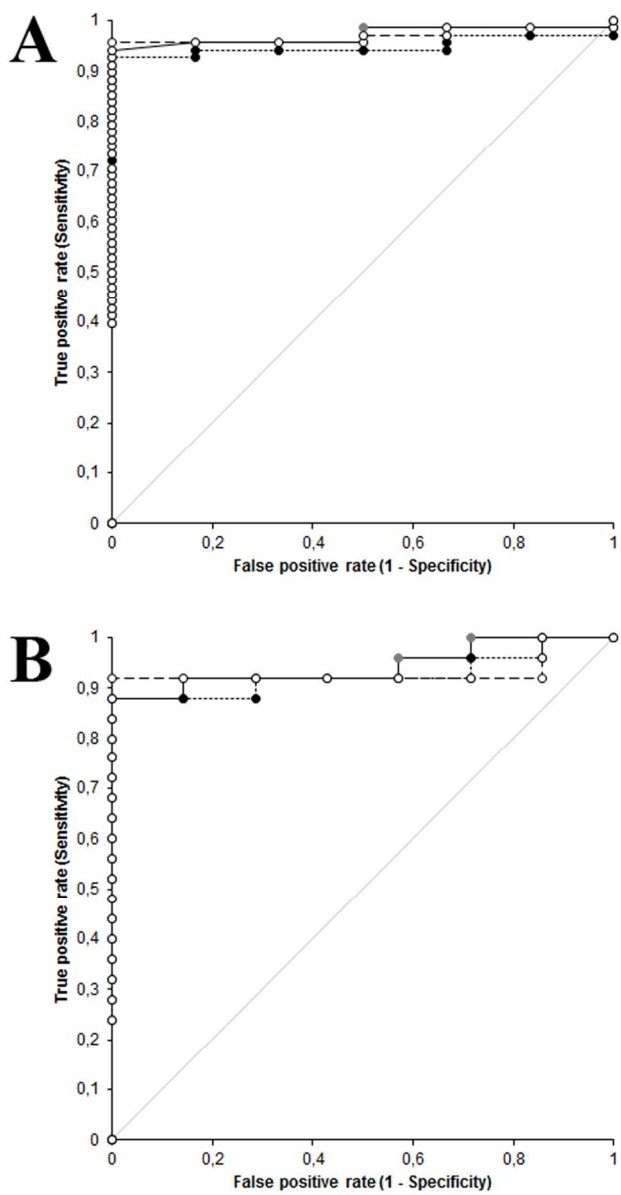 A
1
0,9
0,8
0,7
0,6
0,5
0,4
0,3
0,2
0,1
0
True positive rate (Sensitivity)
0 0,2 0,4 0,6 0,8 1
False positive rate (1 - Specificity)
B
1
0,9
0,8
0,7
0,6
0,5
0,4
0,3
0,2
0,1
0
True positive rate (Sensitivity)
0 0,2 0,4 0,6 0,8 1
False positive rate (1 - Specificity)